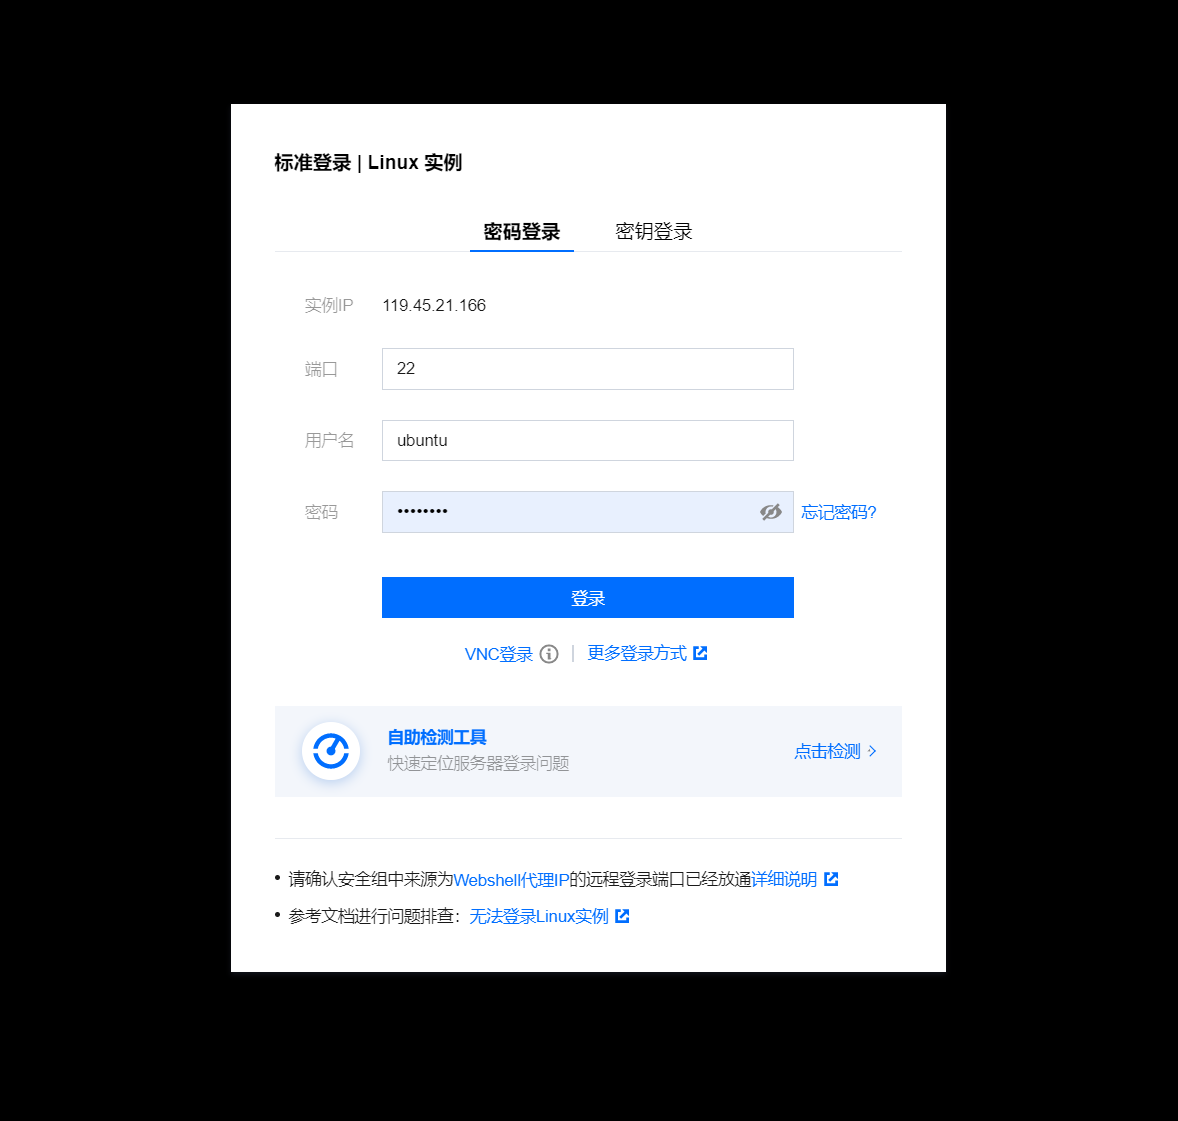 标准登录 | Linux 实例
密码登录 密钥登录
实例IP 119.45.21.166
端口 22
用户名 ubuntu
密码 •••••••• 忘记密码?
登录
VNC登录 | 更多登录方式
自助检测工具
快速定位服务器登录问题
点击检测
• 请确认安全组中来源为Webshell代理IP的远程登录端口已经放通详细说明
• 参考文档进行问题排查：无法登录Linux实例